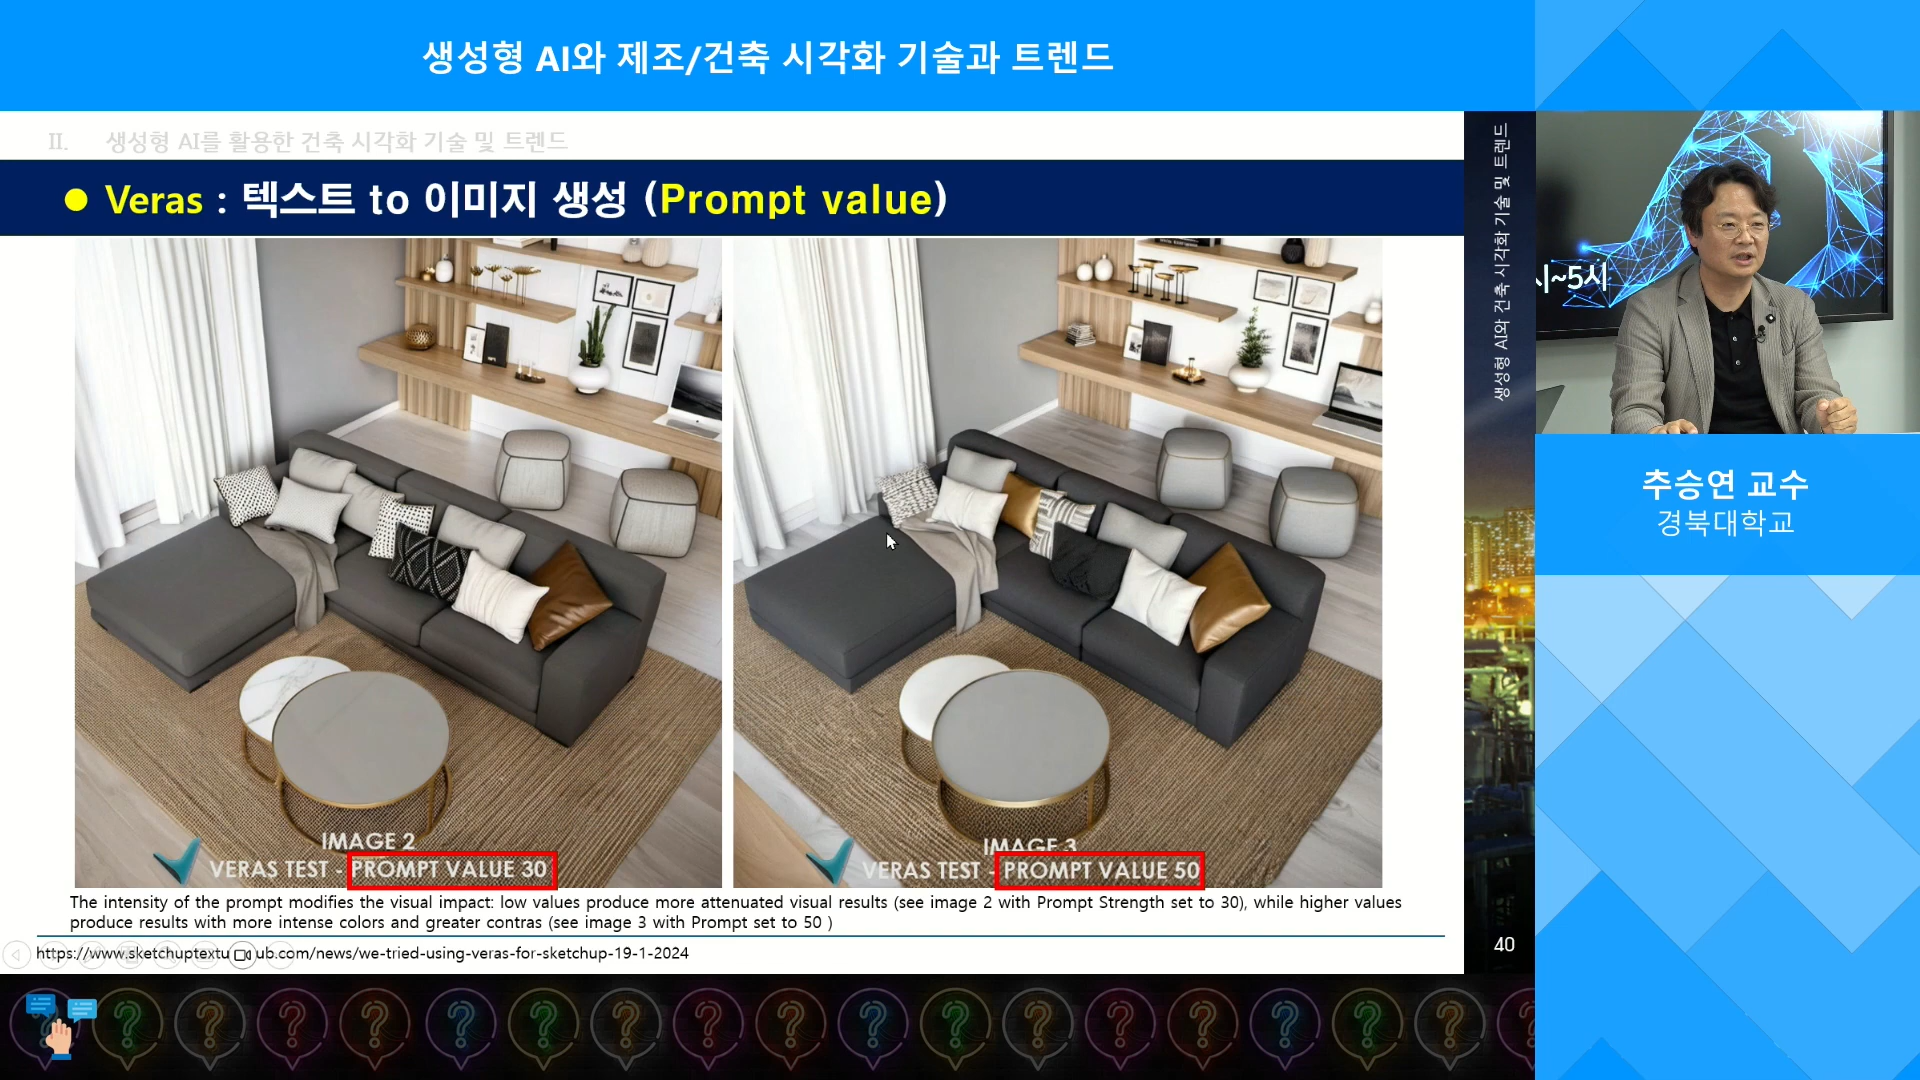 생성형 AI와 제조/건축 시각화 기술과 트렌드
II. 생성형 AI를 활용한 건축 시각화 기술 및 트렌드
Veras : 텍스트 to 이미지 생성 (Prompt value)
IMAGE 2
VERAS TEST - PROMPT VALUE 30
IMAGE 3
VERAS TEST - PROMPT VALUE 50
The intensity of the prompt modifies the visual impact: low values produce more attenuated visual results (see image 2 with Prompt Strength set to 30), while higher values
produce results with more intense colors and greater contras (see image 3 with Prompt set to 50 )
https://www.sketchuptextu ub.com/news/we-tried-using-veras-for-sketchup-19-1-2024
생성형 AI와 건축 시각화 기술 및 트렌드
40
시~5시
추승연 교수
경북대학교